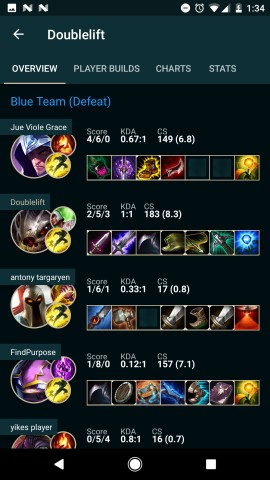 1:34
Doublelift
OVERVIEW PLAYER BUILDS CHARTS STATS
Blue Team (Defeat)
Jue Viole Grace
Score KDA CS
4/6/0 0.67:1 149 (6.8)
Doublelift
Score KDA CS
2/5/3 1:1 183 (8.3)
antony targaryen
Score KDA CS
1/6/1 0.33:1 17 (0.8)
FindPurpose
Score KDA CS
1/8/0 0.12:1 157 (7.1)
yikes player
Score KDA CS
0/5/4 0.8:1 16 (0.7)